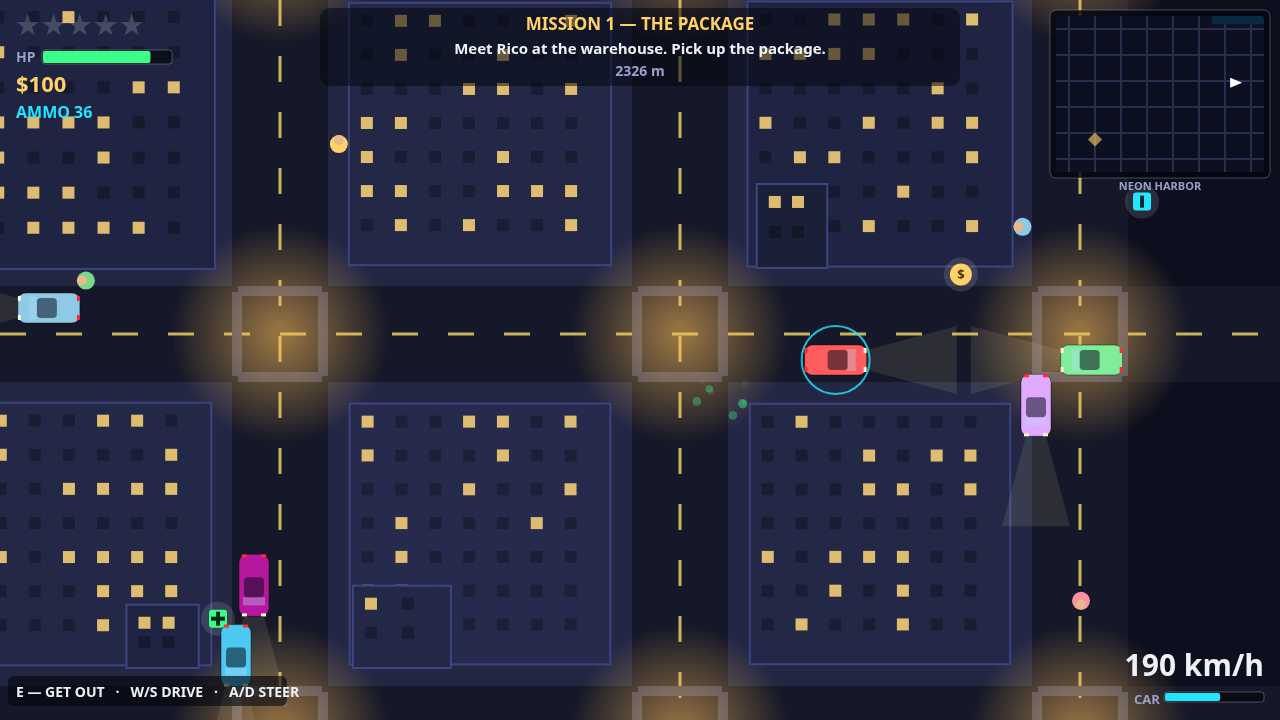 MISSION 1 — THE PACKAGE
Meet Rico at the warehouse. Pick up the package.
2326 m
HP
$100
AMMO 36
NEON HARBOR
$
190 km/h
CAR
E — GET OUT · W/S DRIVE · A/D STEER